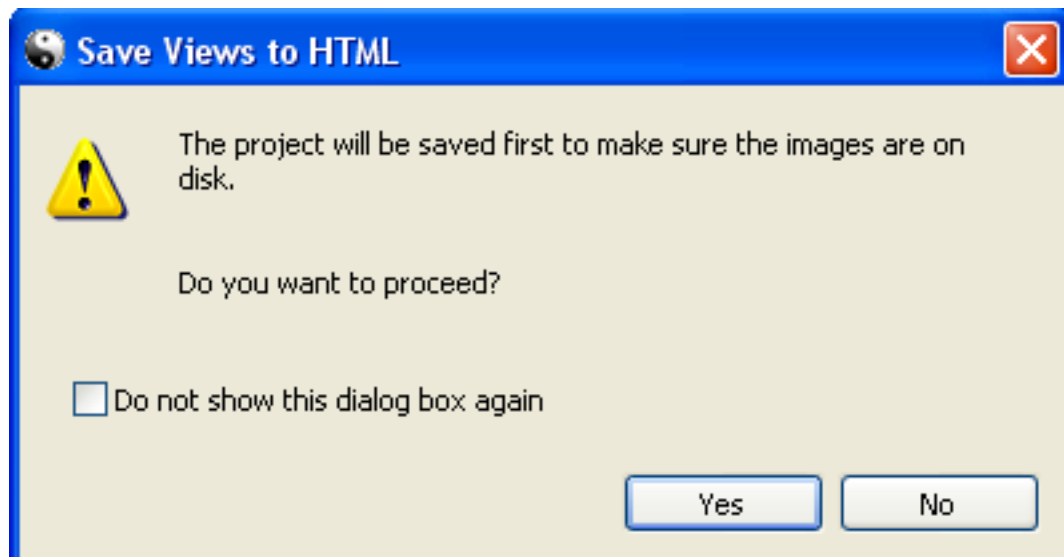 Save Views to HTML
The project will be saved first to make sure the images are on
disk.
Do you want to proceed?
Do not show this dialog box again
Yes No